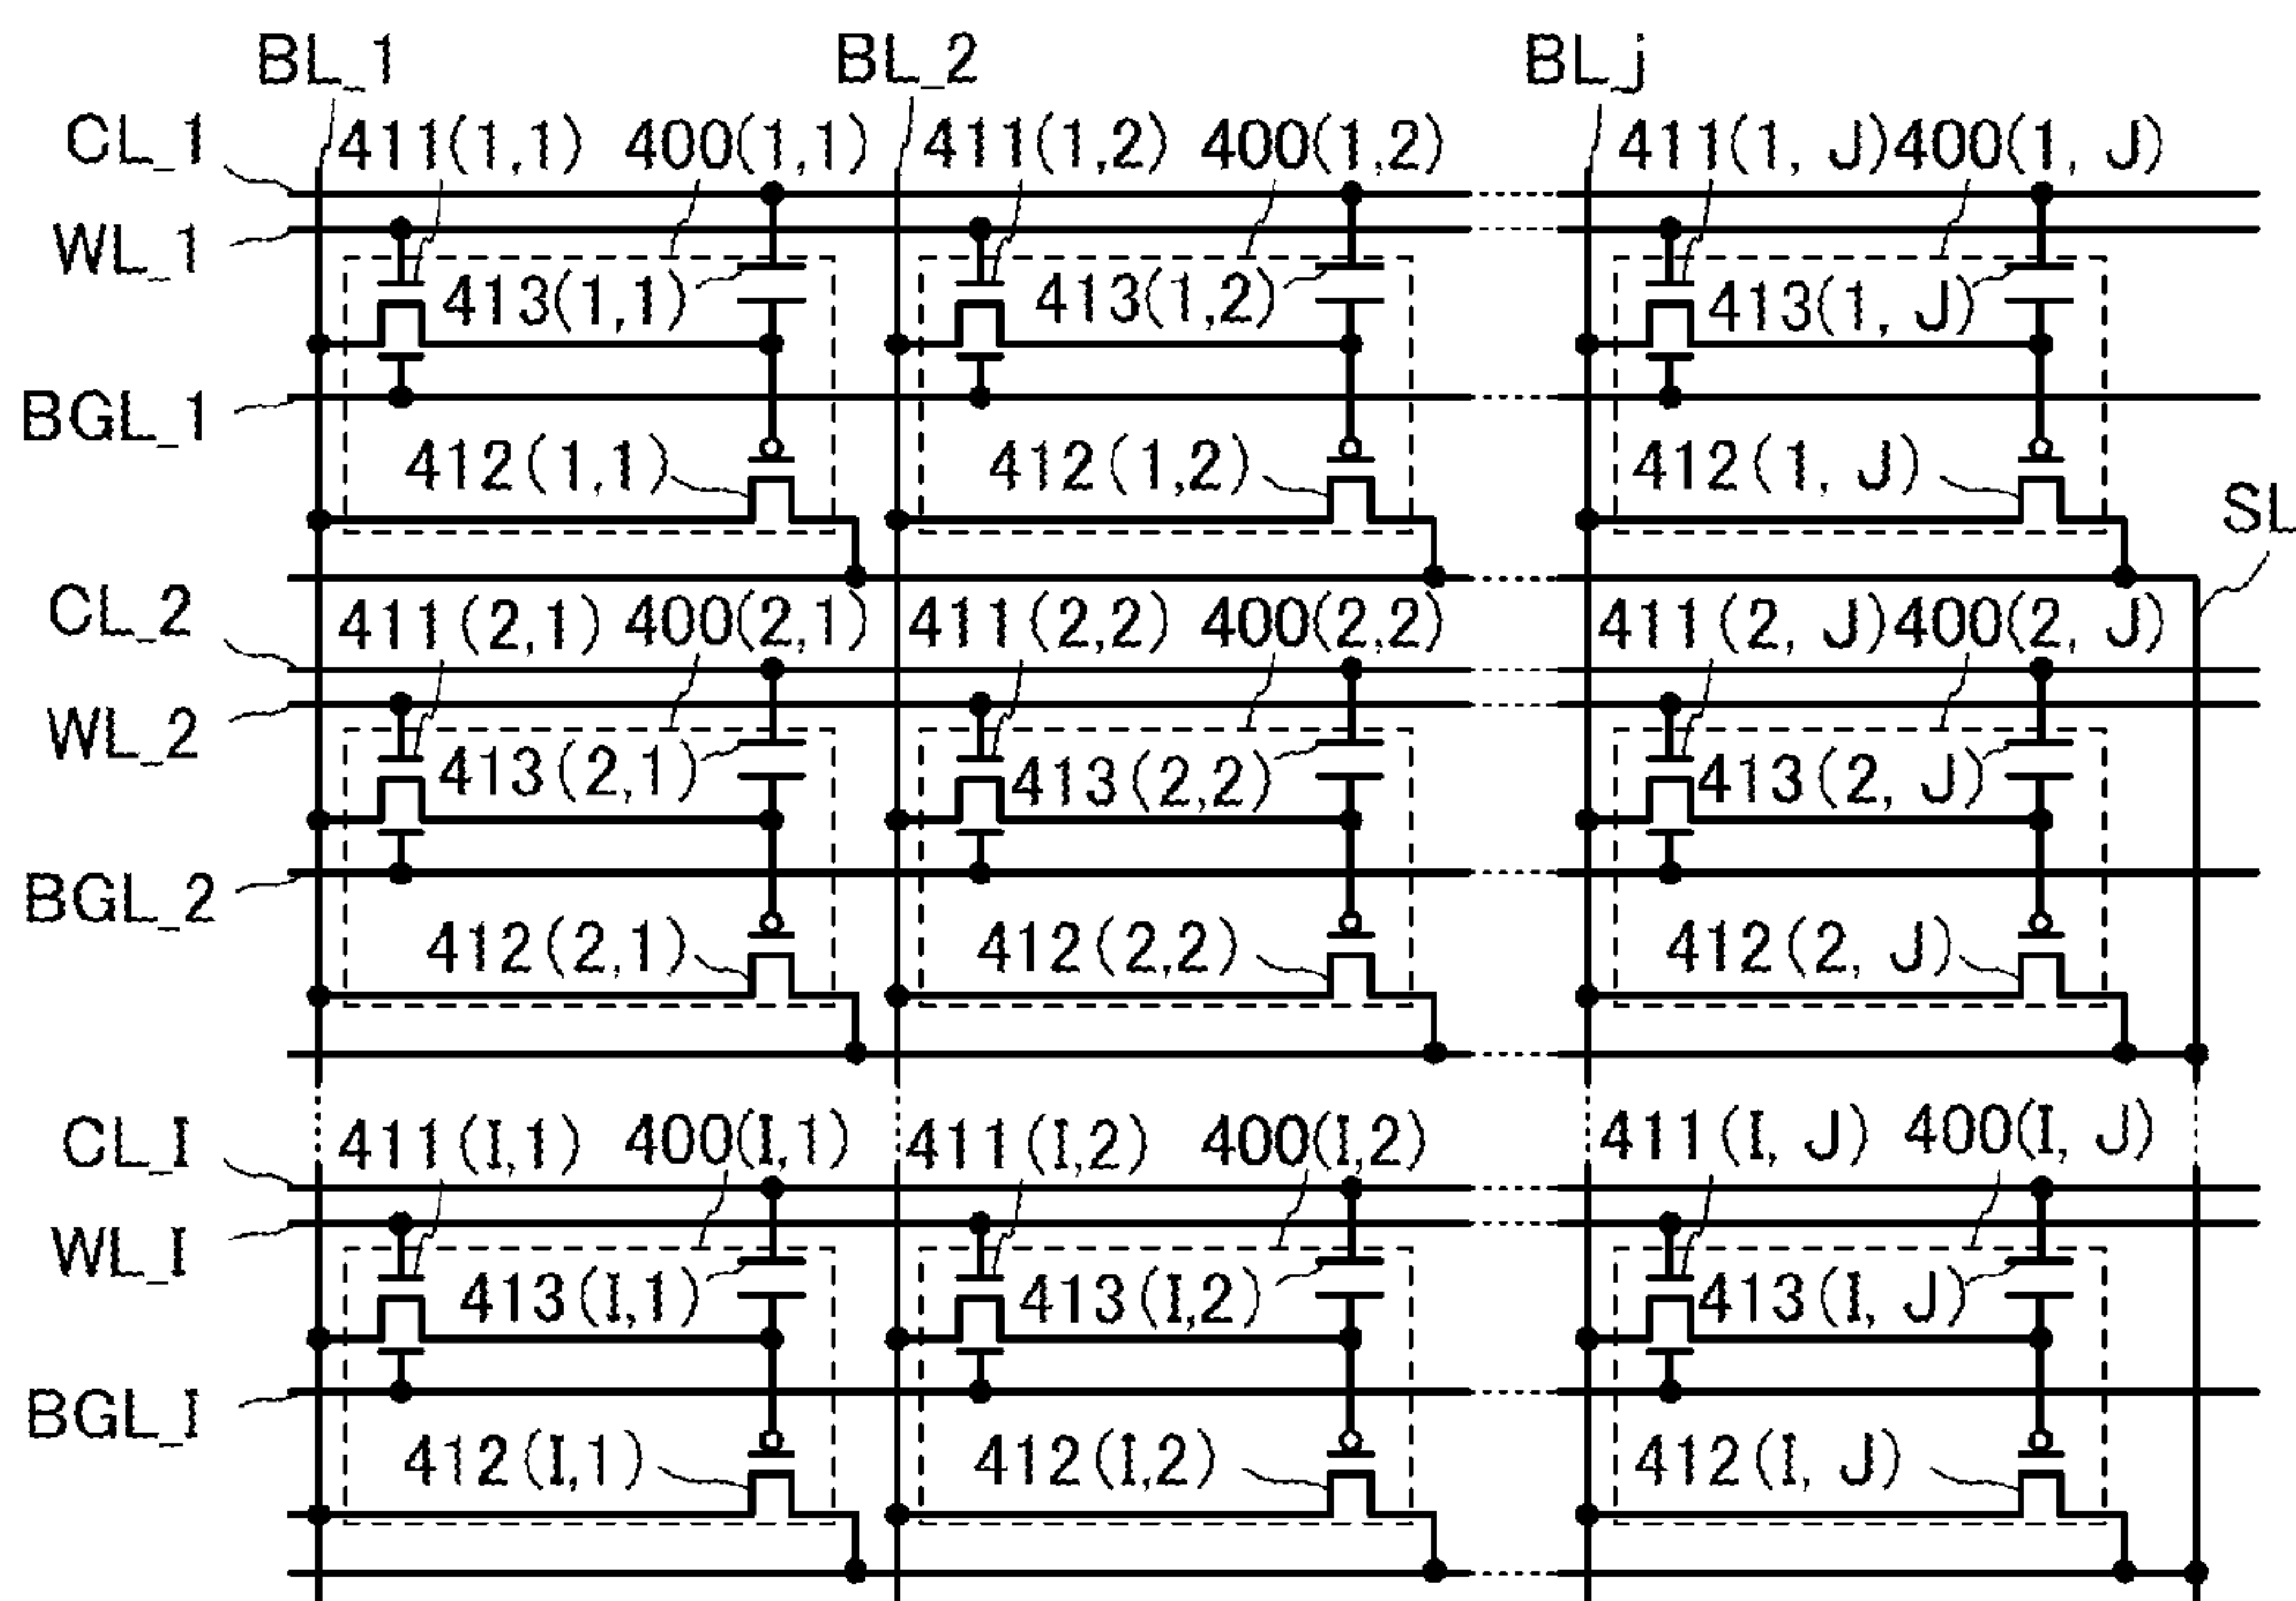 BL_1 BL_2 BL_j
CL_1 411(1,1) 400(1,1) 411(1,2) 400(1,2) 411(1, J) 400(1, J)
WL_1
413(1,1) 413(1,2) 413(1, J)
BGL_1
412(1,1) 412(1,2) 412(1, J)
SL
CL_2 411(2,1) 400(2,1) 411(2,2) 400(2,2) 411(2, J) 400(2, J)
WL_2
413(2,1) 413(2,2) 413(2, J)
BGL_2
412(2,1) 412(2,2) 412(2, J)
CL_I 411(I,1) 400(I,1) 411(I,2) 400(I,2) 411(I, J) 400(I, J)
WL_I
413(I,1) 413(I,2) 413(I, J)
BGL_I
412(I,1) 412(I,2) 412(I, J)